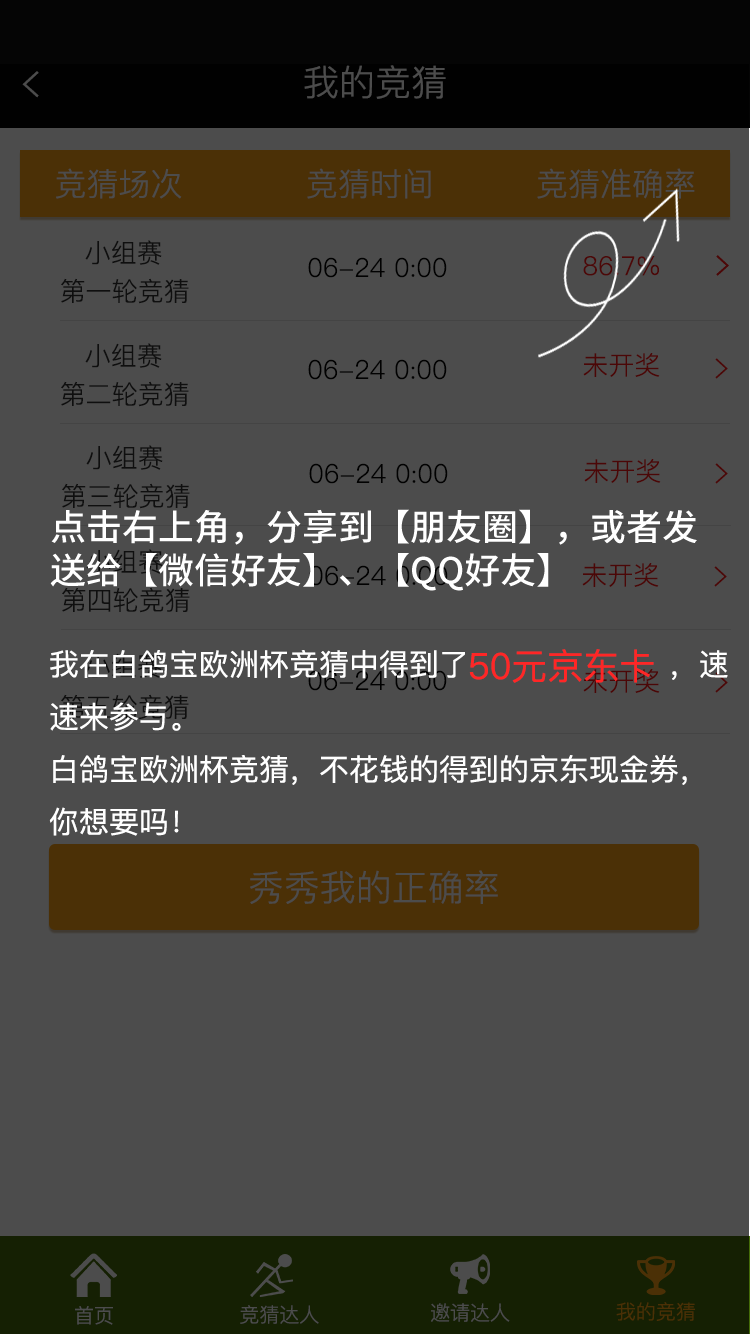 我的竞猜
竞猜场次 竞猜时间 竞猜准确率
小组赛
第一轮竞猜 06-24 0:00 86.7%
小组赛
第二轮竞猜 06-24 0:00 未开奖
小组赛
第三轮竞猜 06-24 0:00 未开奖
点击右上角，分享到【朋友圈】，或者发
送给【微信好友】、【QQ好友】
小组赛
第四轮竞猜 06-24 0:00 未开奖
我在白鸽宝欧洲杯竞猜中得到了50元京东卡，速
速来参与。
第五轮竞猜 06-24 0:00 未开奖
白鸽宝欧洲杯竞猜，不花钱的得到的京东现金劵，
你想要吗！
秀秀我的正确率
首页 竞猜达人 邀请达人 我的竞猜